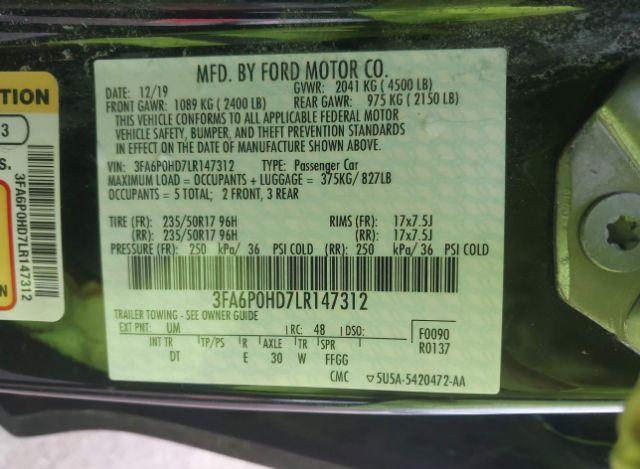 MFD. BY FORD MOTOR CO.
DATE: 12/19 GVWR: 2041 KG ( 4500 LB)
FRONT GAWR: 1089 KG ( 2400 LB) REAR GAWR: 975 KG ( 2150 LB)
THIS VEHICLE CONFORMS TO ALL APPLICABLE FEDERAL MOTOR
VEHICLE SAFETY, BUMPER, AND THEFT PREVENTION STANDARDS
IN EFFECT ON THE DATE OF MANUFACTURE SHOWN ABOVE.
VIN: 3FA6P0HD7LR147312 TYPE: Passenger Car
MAXIMUM LOAD = OCCUPANTS + LUGGAGE = 375KG/ 827LB
OCCUPANTS = 5 TOTAL; 2 FRONT, 3 REAR
TIRE (FR): 235/50R17 96H RIMS (FR): 17x7.5J
(RR): 235/50R17 96H (RR): 17x7.5J
PRESSURE (FR): 250 kPa/ 36 PSI COLD (RR): 250 kPa/ 36 PSI COLD
3FA6P0HD7LR147312
TRAILER TOWING - SEE OWNER GUIDE
EXT PNT: UM RC: 48 DSO: F0090
INT TR TP/PS R AXLE TR SPR R0137
DT E 30 W FFGG
CMC 5U5A-5420472-AA
TION
3
S.
3FA6P0HD7LR147312
N